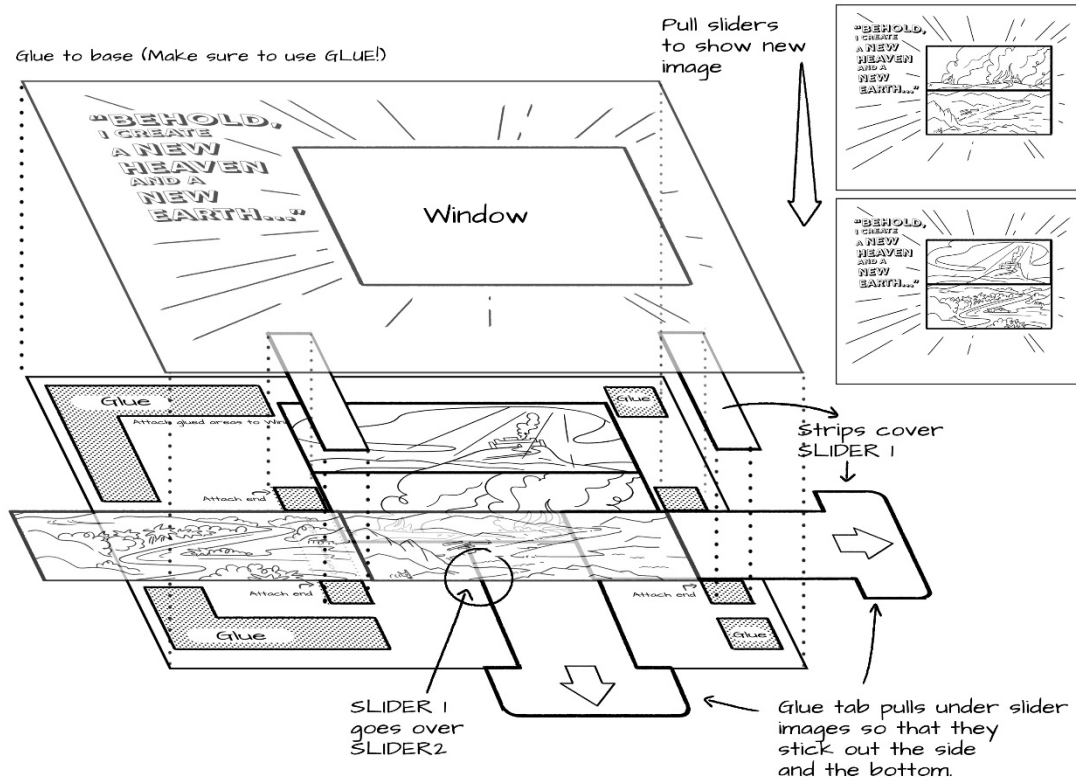 Glue to base (Make sure to use GLUE!)
Pull sliders
to show new
image
"BEHOLD,
I CREATE
A NEW
HEAVEN
AND A
NEW
EARTH..."
Window
"BEHOLD,
I CREATE
A NEW
HEAVEN
AND A
NEW
EARTH..."
"BEHOLD,
I CREATE
A NEW
HEAVEN
AND A
NEW
EARTH..."
Glue
Attach glued areas to Win
Glue
Strips cover
SLIDER 1
Attach end
Attach end
Attach end
Glue
Glue
SLIDER 1
goes over
SLIDER2
Glue tab pulls under slider
images so that they
stick out the side
and the bottom.